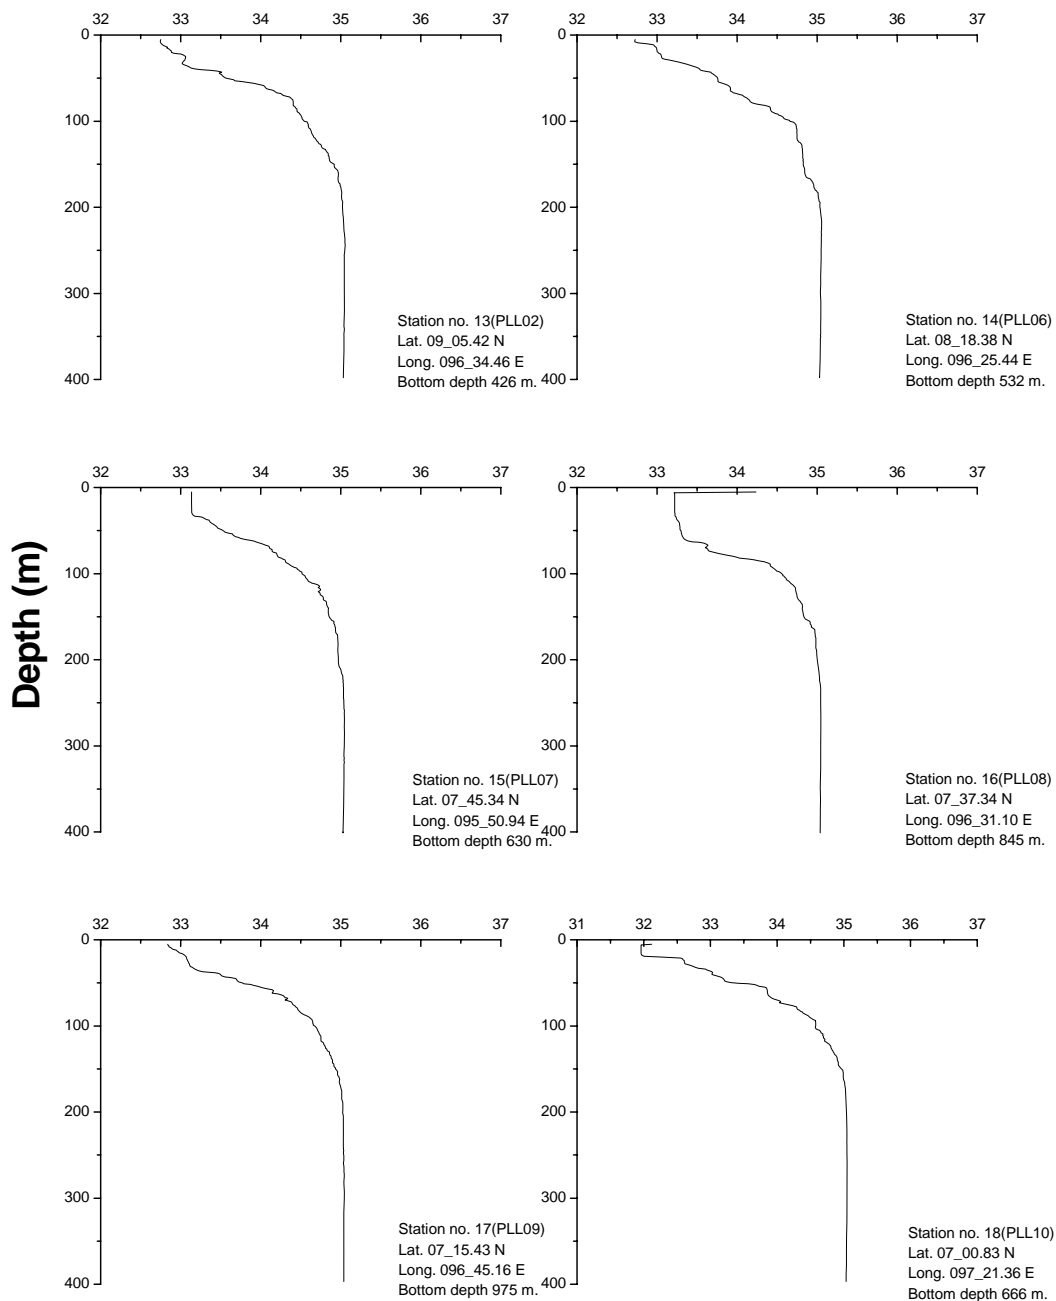 32 33 34 35 36 37
0
100
200
300
400
Station no. 13(PLL02)
Lat. 09_05.42 N
Long. 096_34.46 E
Bottom depth 426 m.
32 33 34 35 36 37
0
100
200
300
400
Station no. 14(PLL06)
Lat. 08_18.38 N
Long. 096_25.44 E
Bottom depth 532 m.
Depth (m)
32 33 34 35 36 37
0
100
200
300
400
Station no. 15(PLL07)
Lat. 07_45.34 N
Long. 095_50.94 E
Bottom depth 630 m.
32 33 34 35 36 37
0
100
200
300
400
Station no. 16(PLL08)
Lat. 07_37.34 N
Long. 096_31.10 E
Bottom depth 845 m.
32 33 34 35 36 37
0
100
200
300
400
Station no. 17(PLL09)
Lat. 07_15.43 N
Long. 096_45.16 E
Bottom depth 975 m.
31 32 33 34 35 36 37
0
100
200
300
400
Station no. 18(PLL10)
Lat. 07_00.83 N
Long. 097_21.36 E
Bottom depth 666 m.